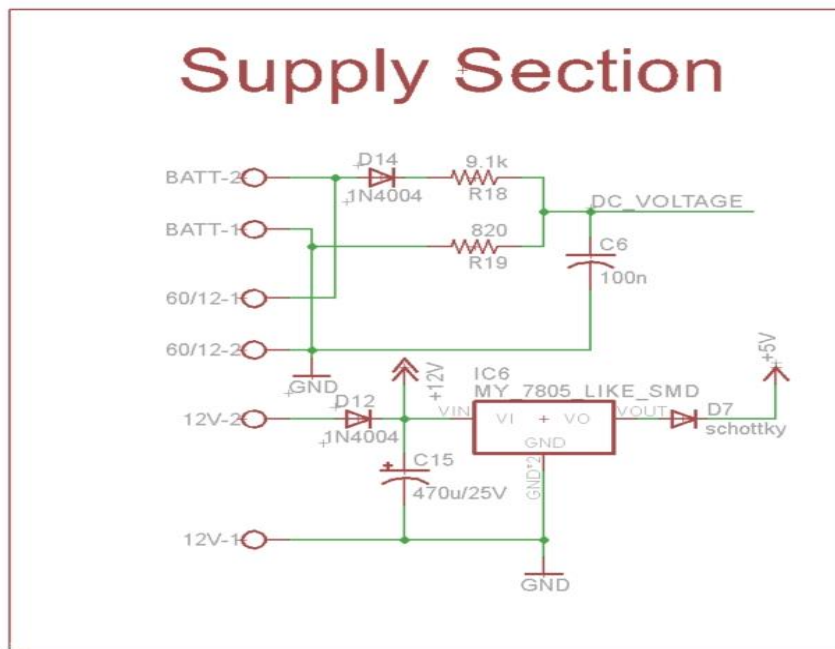 Supply Section
D14
9.1k
BATT-2
1N4004
R18
DC_VOLTAGE
BATT-1
820
C6
R19
100n
60/12-1
60/12-2
GND
+12V
+5V
IC6
MY_7805_LIKE_SMD
D12
VIN
VI
+
VO
VOUT
D7
12V-2
1N4004
GND
schottky
GND*2
+
C15
470u/25V
12V-1
GND